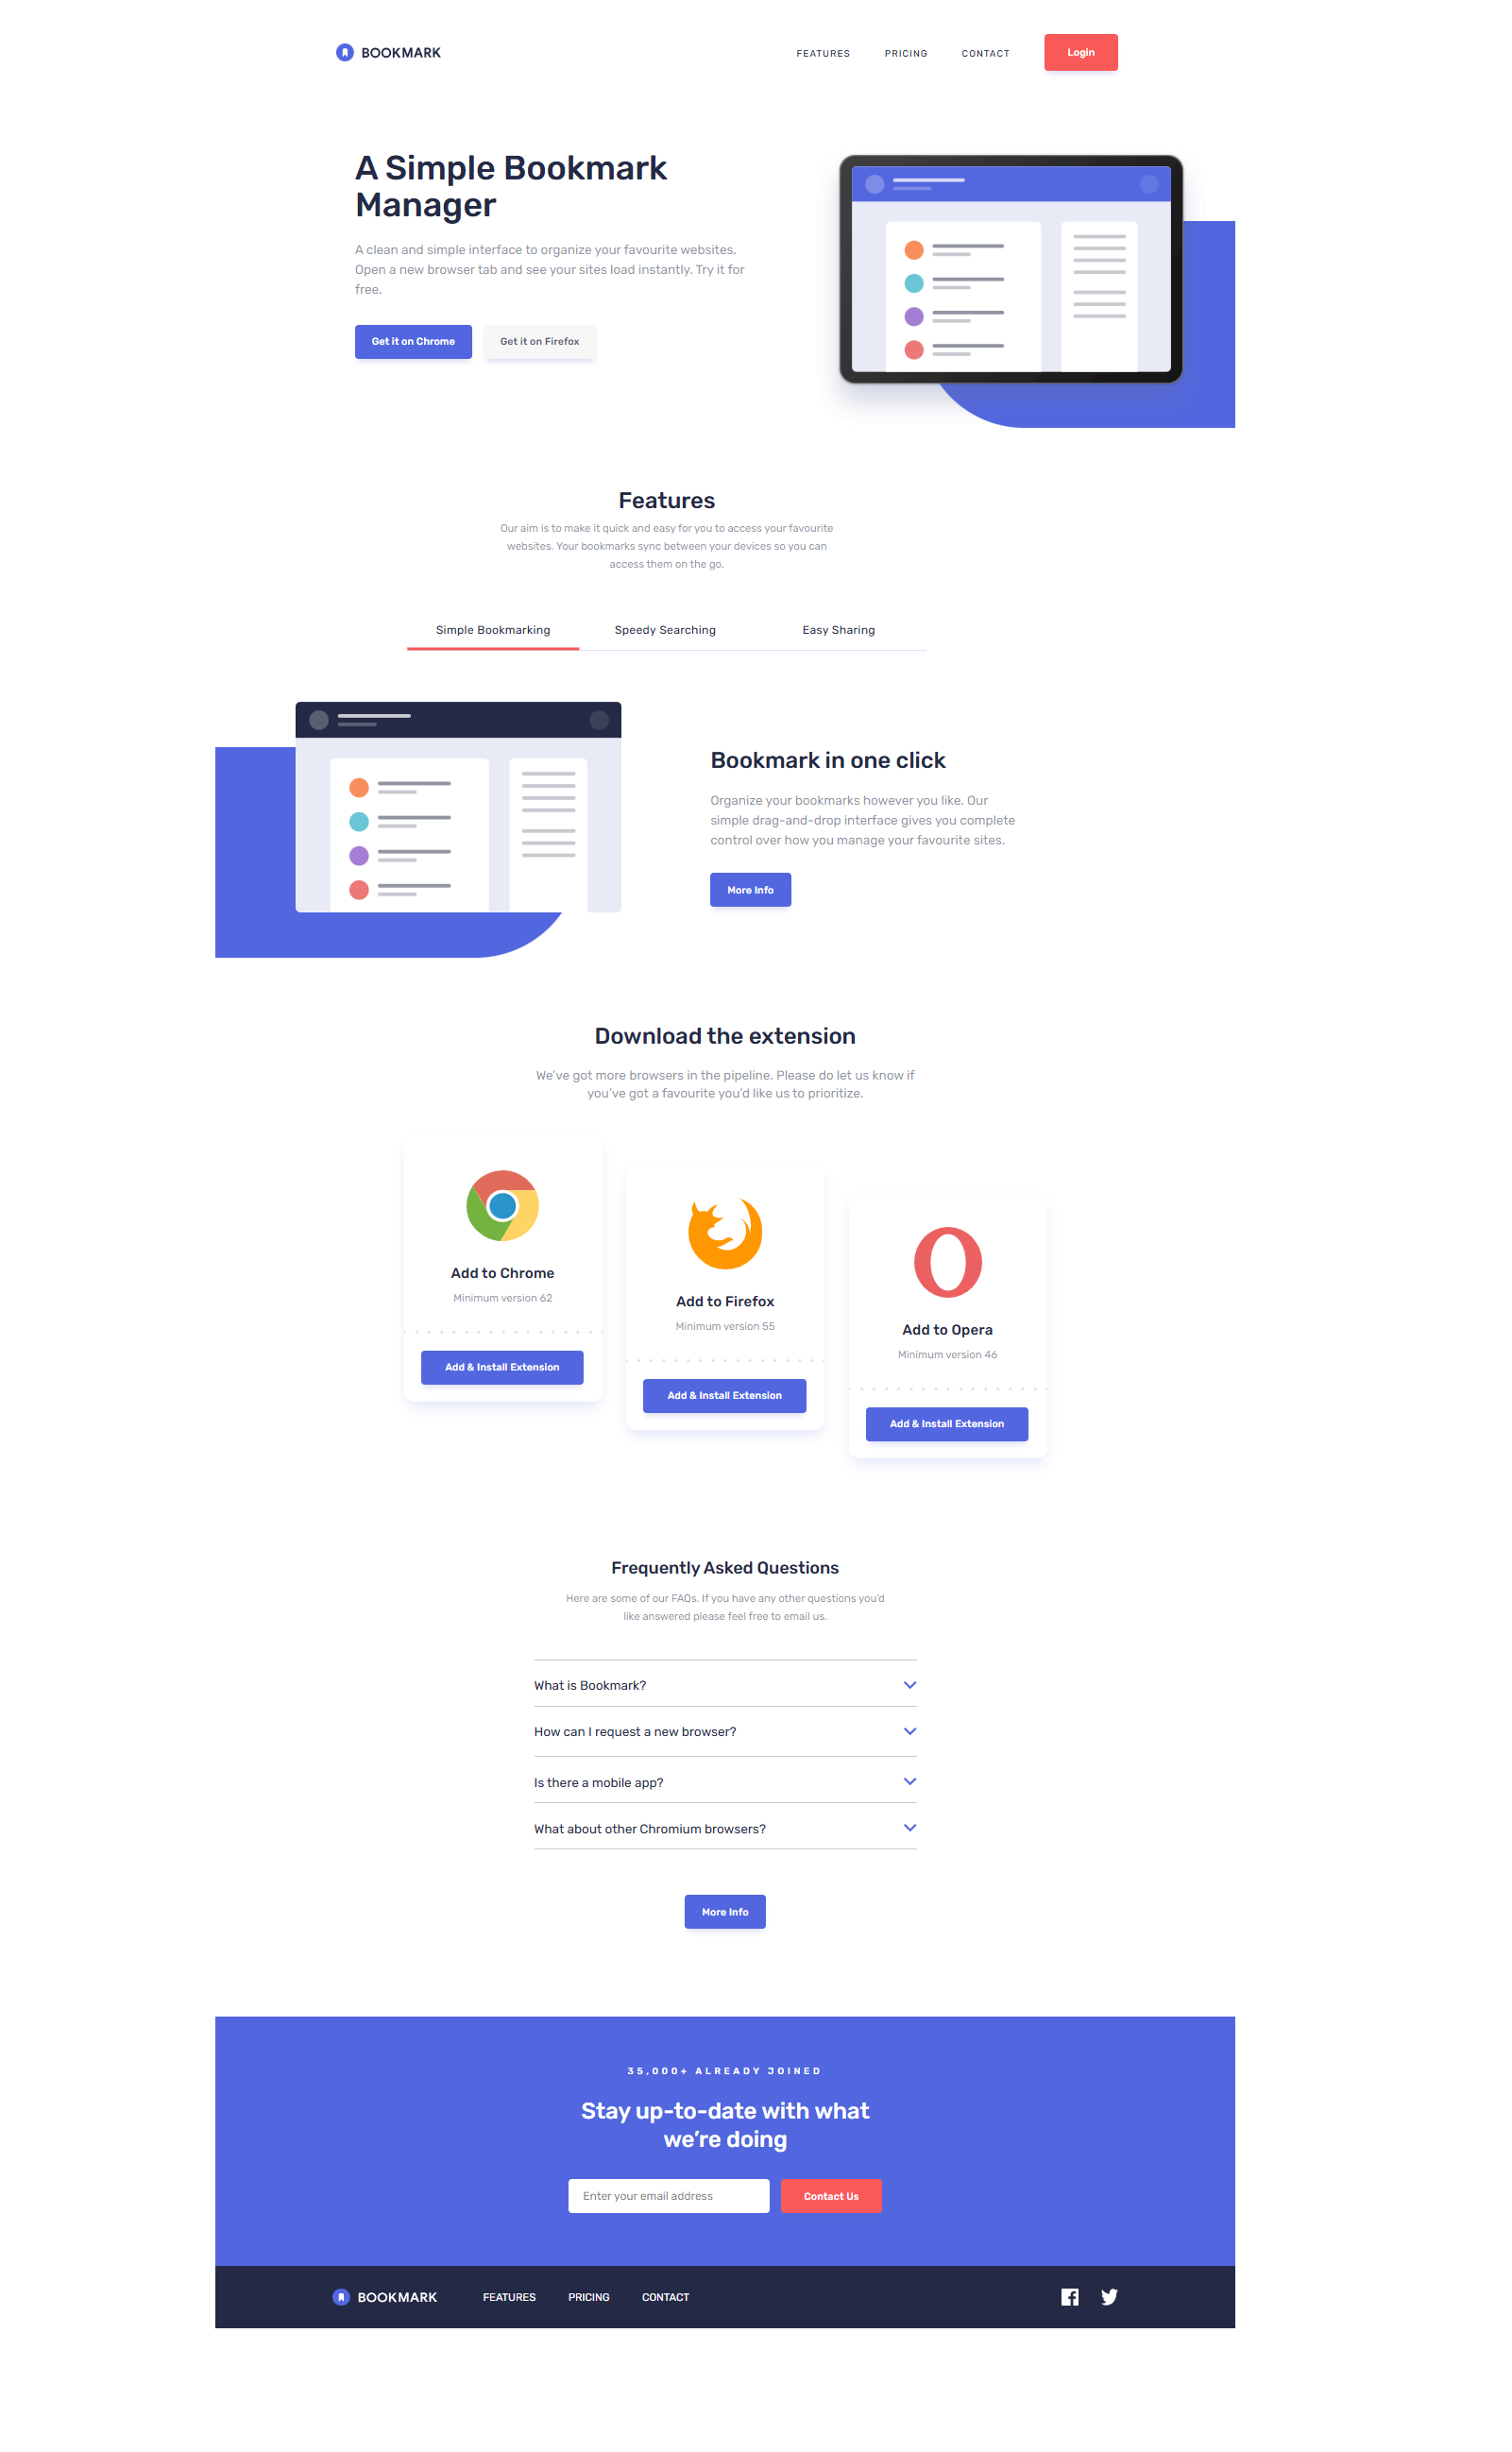 BOOKMARK
FEATURES
PRICING
CONTACT
Login
A Simple Bookmark
Manager
A clean and simple interface to organize your favourite websites.
Open a new browser tab and see your sites load instantly. Try it for
free.
Get it on Chrome
Get it on Firefox
Features
Our aim is to make it quick and easy for you to access your favourite
websites. Your bookmarks sync between your devices so you can
access them on the go.
Simple Bookmarking
Speedy Searching
Easy Sharing
Bookmark in one click
Organize your bookmarks however you like. Our
simple drag-and-drop interface gives you complete
control over how you manage your favourite sites.
More Info
Download the extension
We’ve got more browsers in the pipeline. Please do let us know if
you’ve got a favourite you’d like us to prioritize.
Add to Chrome
Minimum version 62
Add & Install Extension
Add to Firefox
Minimum version 55
Add & Install Extension
Add to Opera
Minimum version 46
Add & Install Extension
Frequently Asked Questions
Here are some of our FAQs. If you have any other questions you’d
like answered please feel free to email us.
What is Bookmark?
How can I request a new browser?
Is there a mobile app?
What about other Chromium browsers?
More Info
35,000+ ALREADY JOINED
Stay up-to-date with what
we’re doing
Enter your email address
Contact Us
BOOKMARK
FEATURES
PRICING
CONTACT